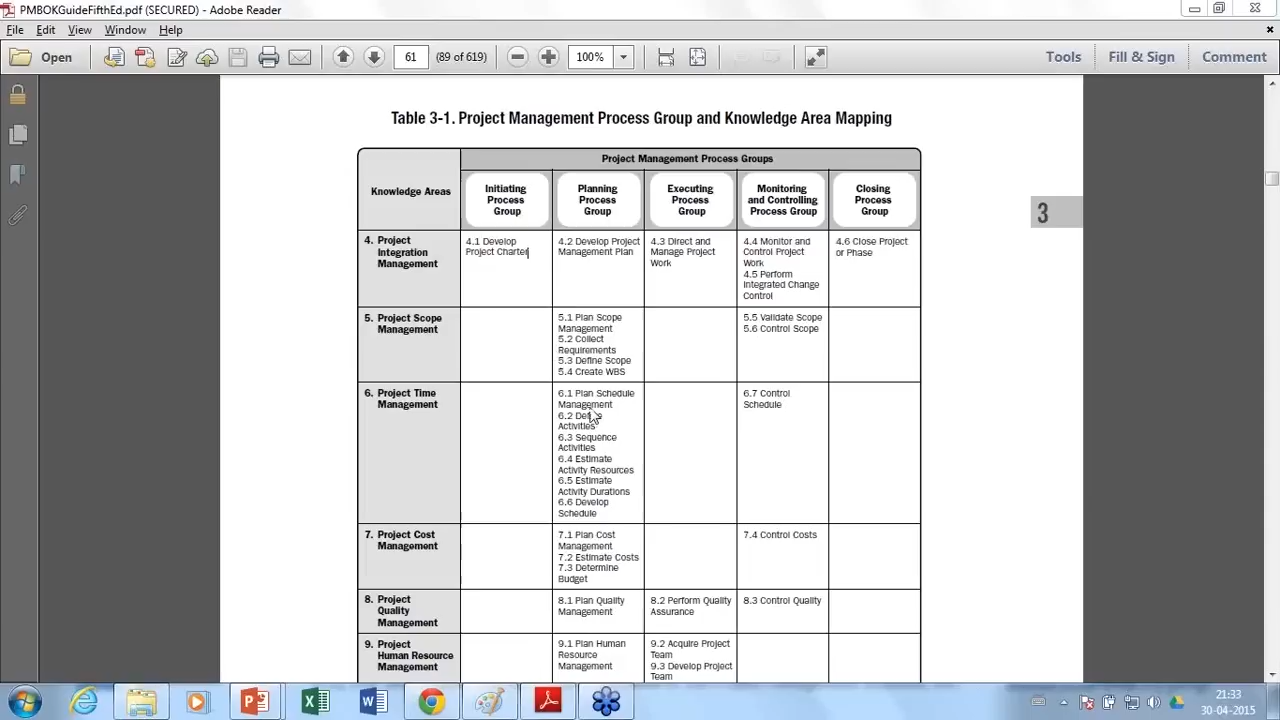 PMBOKGuideFifthEd.pdf (SECURED) - Adobe Reader
File Edit View Window Help
Open 61 (89 of 619) 100% Tools Fill & Sign Comment
Table 3-1. Project Management Process Group and Knowledge Area Mapping
3
Knowledge Areas
Project Management Process Groups
Initiating
Process
Group
Planning
Process
Group
Executing
Process
Group
Monitoring
and Controlling
Process Group
Closing
Process
Group
4. Project
Integration
Management
4.1 Develop
Project Charter
4.2 Develop Project
Management Plan
4.3 Direct and
Manage Project
Work
4.4 Monitor and
Control Project
Work
4.5 Perform
Integrated Change
Control
4.6 Close Project
or Phase
5. Project Scope
Management
5.1 Plan Scope
Management
5.2 Collect
Requirements
5.3 Define Scope
5.4 Create WBS
5.5 Validate Scope
5.6 Control Scope
6. Project Time
Management
6.1 Plan Schedule
Management
6.2 Define
Activities
6.3 Sequence
Activities
6.4 Estimate
Activity Resources
6.5 Estimate
Activity Durations
6.6 Develop
Schedule
6.7 Control
Schedule
7. Project Cost
Management
7.1 Plan Cost
Management
7.2 Estimate Costs
7.3 Determine
Budget
7.4 Control Costs
8. Project
Quality
Management
8.1 Plan Quality
Management
8.2 Perform Quality
Assurance
8.3 Control Quality
9. Project
Human Resource
Management
9.1 Plan Human
Resource
Management
9.2 Acquire Project
Team
9.3 Develop Project
Team
21:33
30-04-2015